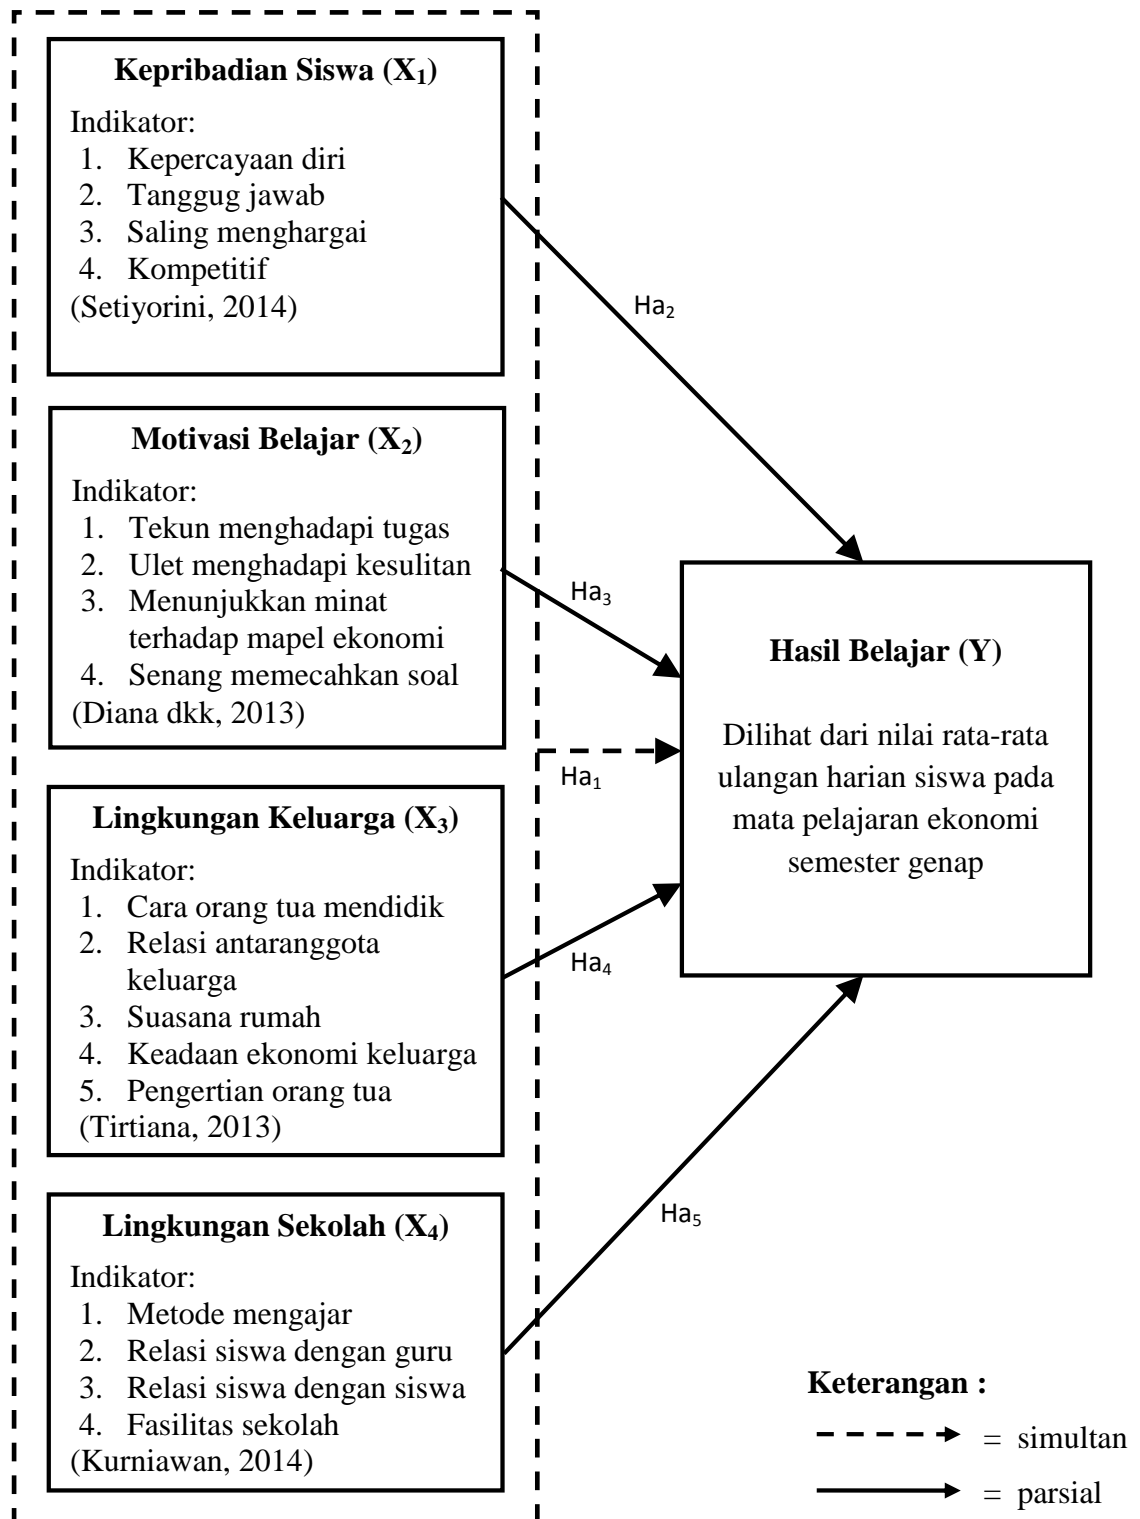 Kepribadian Siswa (X₁)
Indikator:
1. Kepercayaan diri
2. Tanggug jawab
3. Saling menghargai
4. Kompetitif
(Setiyorini, 2014)
Ha₂
Motivasi Belajar (X₂)
Indikator:
1. Tekun menghadapi tugas
2. Ulet menghadapi kesulitan
3. Menunjukkan minat
terhadap mapel ekonomi
4. Senang memecahkan soal
(Diana dkk, 2013)
Ha₃
Ha₁
Lingkungan Keluarga (X₃)
Indikator:
1. Cara orang tua mendidik
2. Relasi antaranggota
keluarga
3. Suasana rumah
4. Keadaan ekonomi keluarga
5. Pengertian orang tua
(Tirtiana, 2013)
Ha₄
Lingkungan Sekolah (X₄)
Indikator:
1. Metode mengajar
2. Relasi siswa dengan guru
3. Relasi siswa dengan siswa
4. Fasilitas sekolah
(Kurniawan, 2014)
Ha₅
Hasil Belajar (Y)
Dilihat dari nilai rata-rata
ulangan harian siswa pada
mata pelajaran ekonomi
semester genap
Keterangan :
= simultan
= parsial